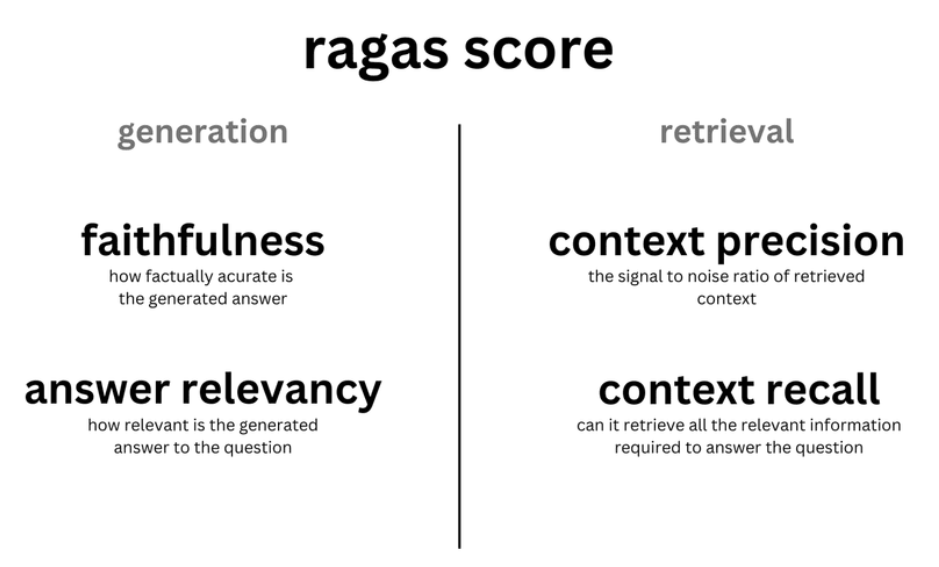 ragas score
generation
faithfulness
how factually acurate is
the generated answer
answer relevancy
how relevant is the generated
answer to the question
retrieval
context precision
the signal to noise ratio of retrieved
context
context recall
can it retrieve all the relevant information
required to answer the question